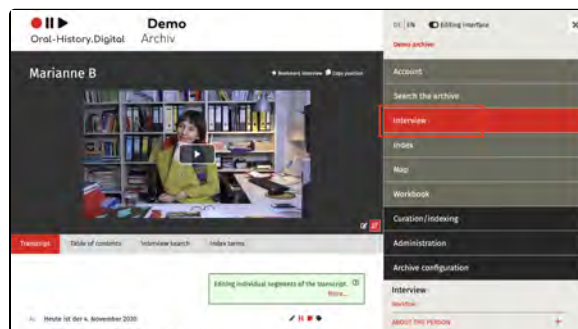 Oral-History.Digital
Demo
Archiv
DE | EN Editing interface
Demo archive
Marianne B
Bookmark interview Copy position
Account
Search the archive
Interview
Index
Map
Workbook
Curation/indexing
Administration
Archive configuration
Transcript Table of contents Interview search Index terms
Editing individual segments of the transcript.
More...
Heute ist der 4. November 2020
Interview
Workflow
ABOUT THE PERSON +